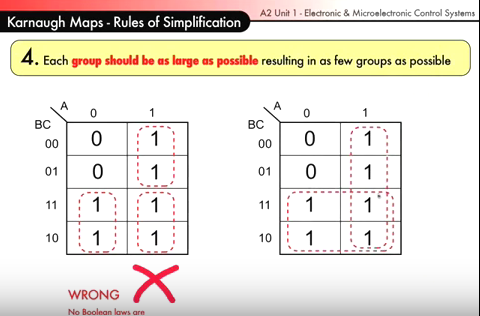 A2 Unit 1 - Electronic & Microelectronic Control Systems
Karnaugh Maps - Rules of Simplification
4. Each group should be as large as possible resulting in as few groups as possible
A 0 1
BC
00 0 1
01 0 1
11 1 1
10 1 1
A 0 1
BC
00 0 1
01 0 1
11 1 1
10 1 1
WRONG
No Boolean laws are